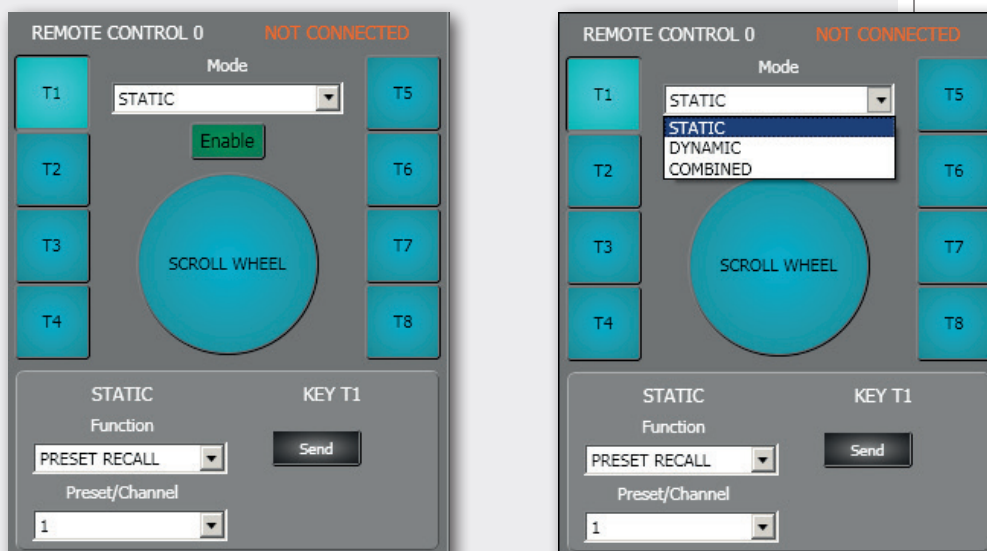 REMOTE CONTROL 0 NOT CONNECTED
Mode
T1 STATIC T5
Enable
T2 T6
T3 SCROLL WHEEL T7
T4 T8
STATIC KEY T1
Function
PRESET RECALL Send
Preset/Channel
1
REMOTE CONTROL 0 NOT CONNECTED
Mode
T1 STATIC T5
STATIC
DYNAMIC
T2 COMBINED T6
T3 SCROLL WHEEL T7
T4 T8
STATIC KEY T1
Function
PRESET RECALL Send
Preset/Channel
1